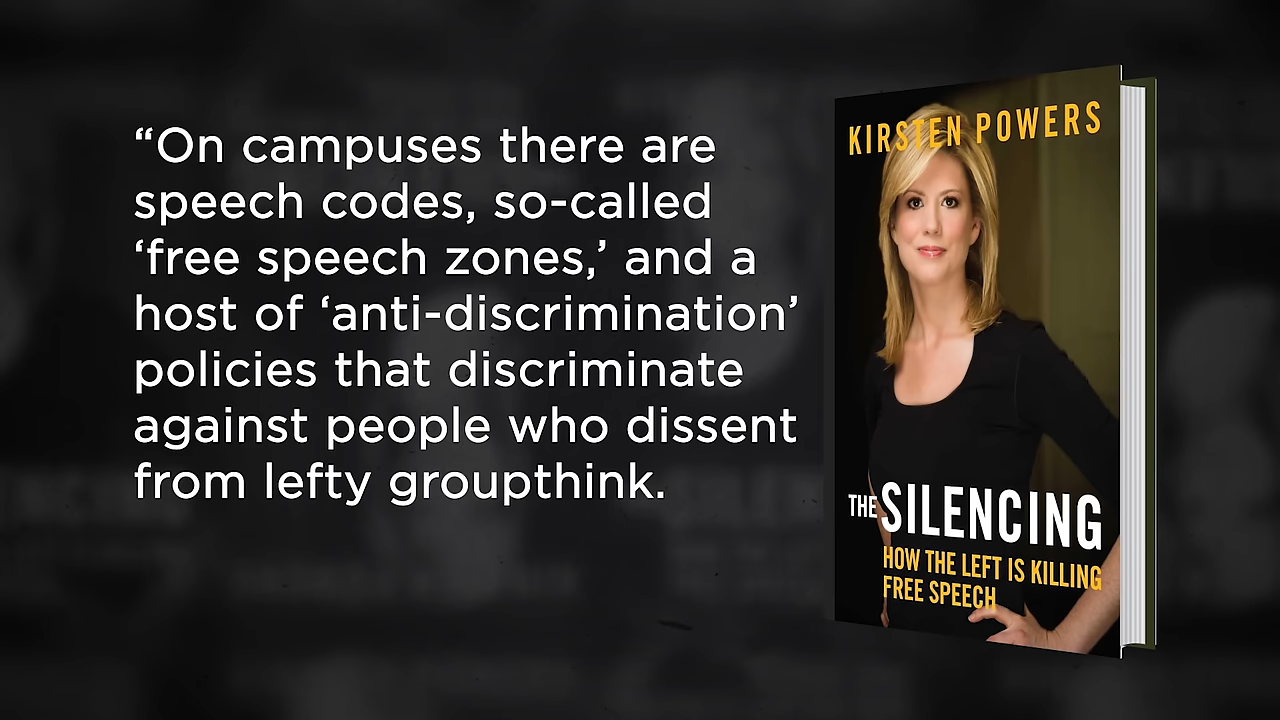 “On campuses there are
speech codes, so-called
‘free speech zones,’ and a
host of ‘anti-discrimination’
policies that discriminate
against people who dissent
from lefty groupthink.
KIRSTEN POWERS
THE SILENCING
HOW THE LEFT IS KILLING
FREE SPEECH